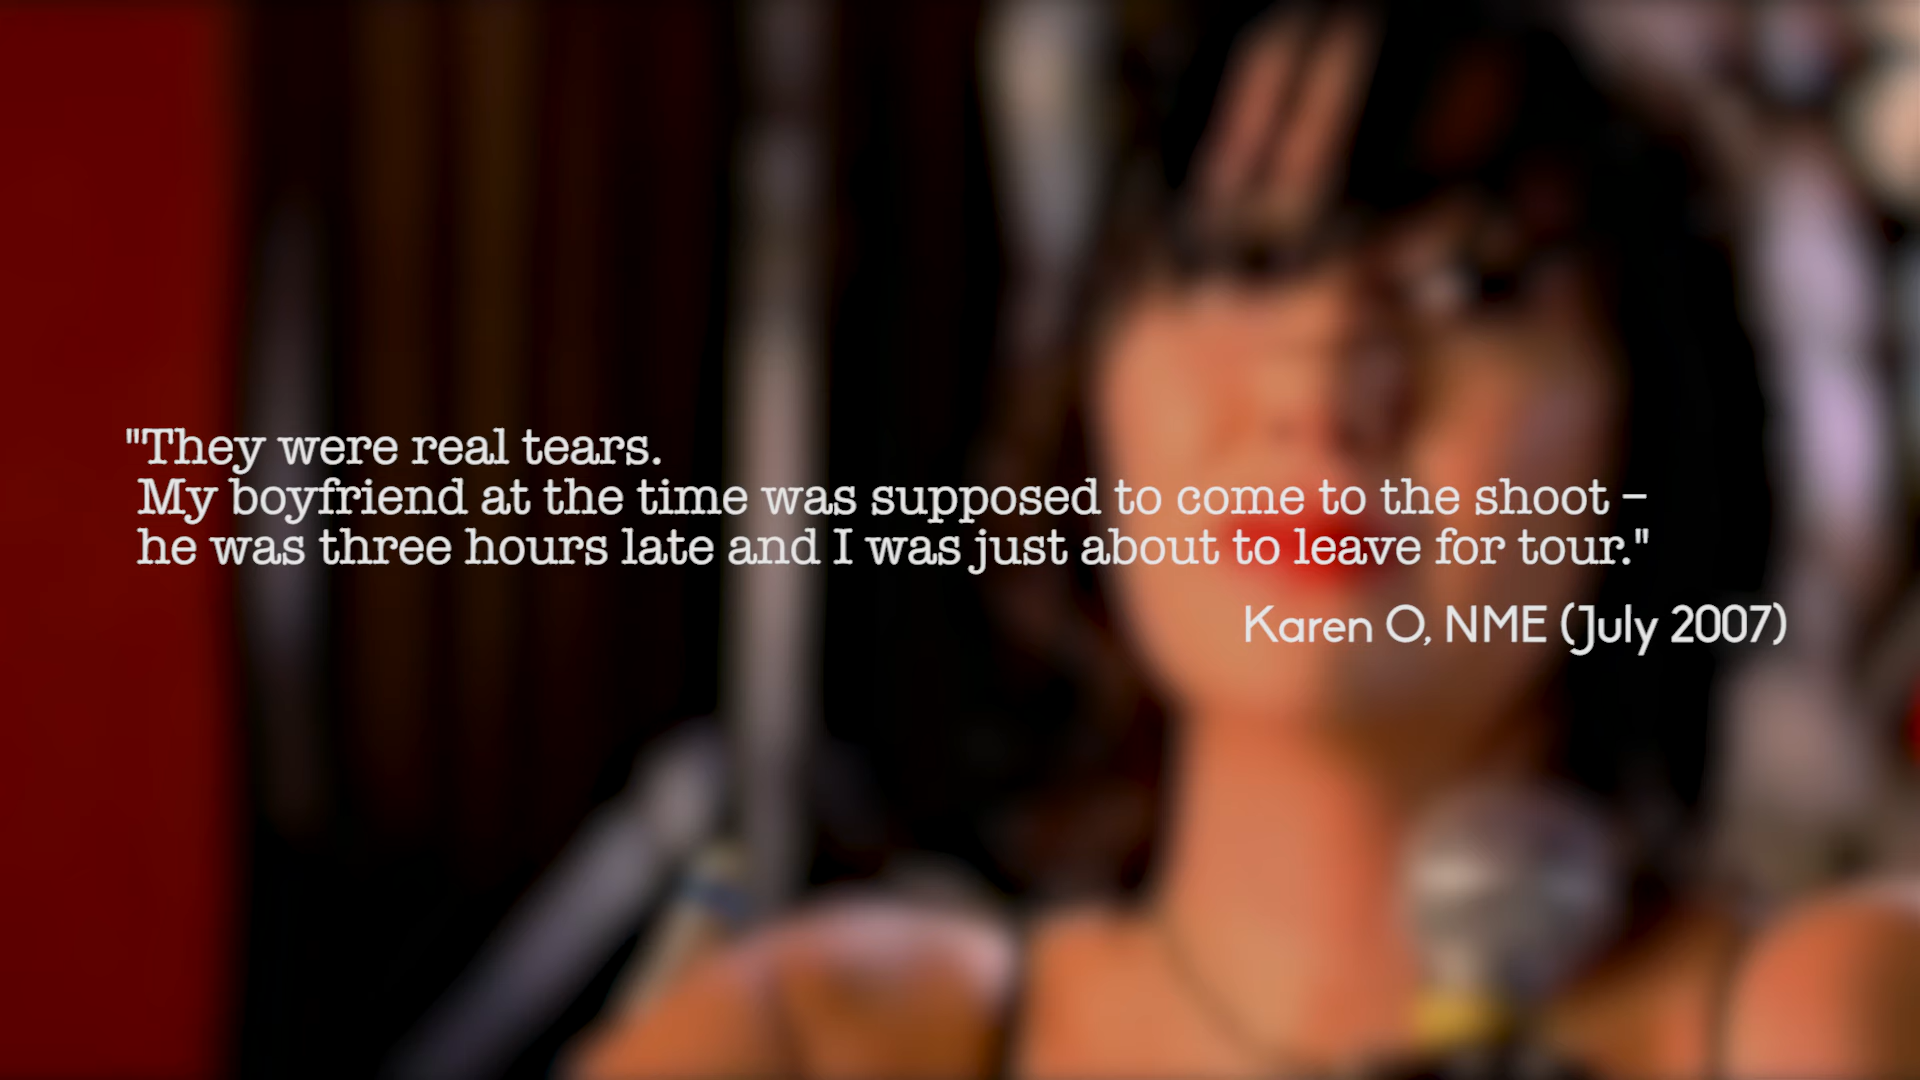 "They were real tears.
My boyfriend at the time was supposed to come to the shoot –
he was three hours late and I was just about to leave for tour."
Karen O, NME (July 2007)